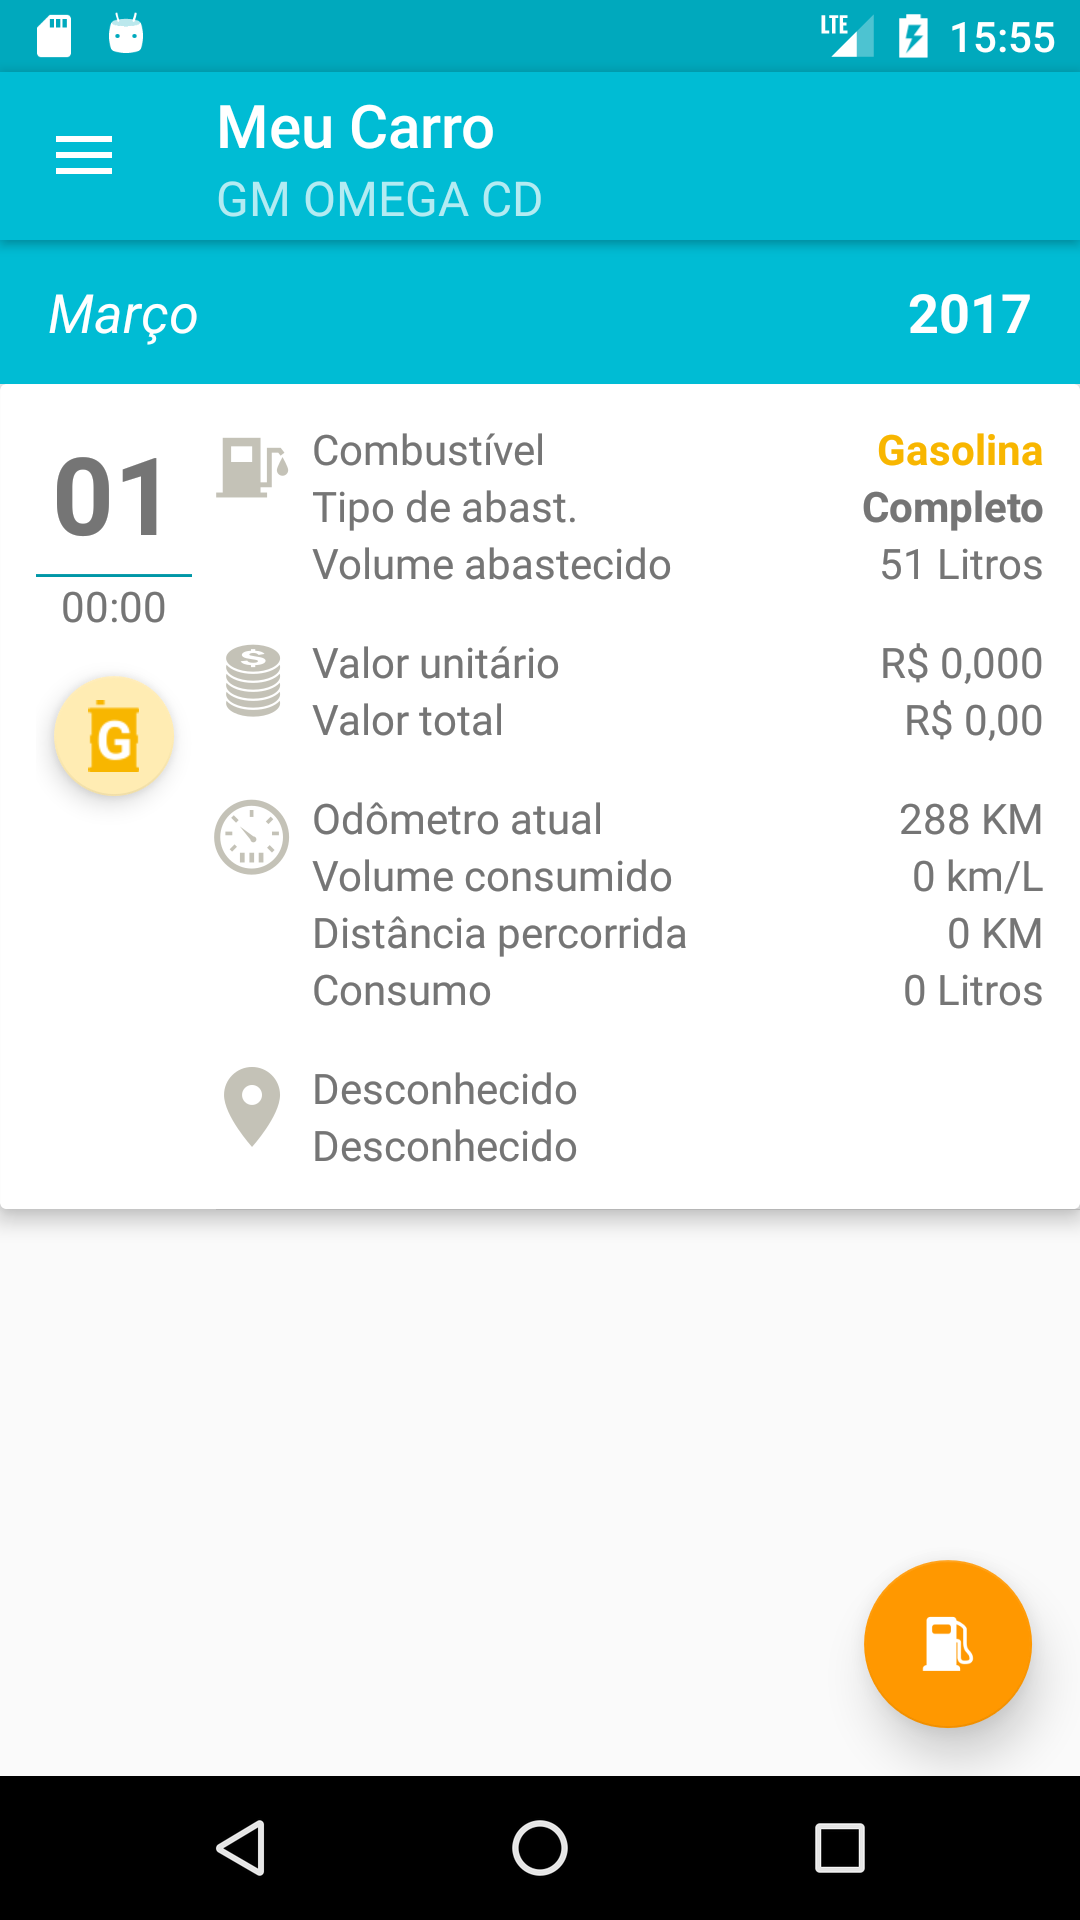 LTE 15:55
Meu Carro
GM OMEGA CD
Março 2017
01
00:00
G
Combustível Gasolina
Tipo de abast. Completo
Volume abastecido 51 Litros
$
Valor unitário R$ 0,000
Valor total R$ 0,00
Odômetro atual 288 KM
Volume consumido 0 km/L
Distância percorrida 0 KM
Consumo 0 Litros
Desconhecido
Desconhecido